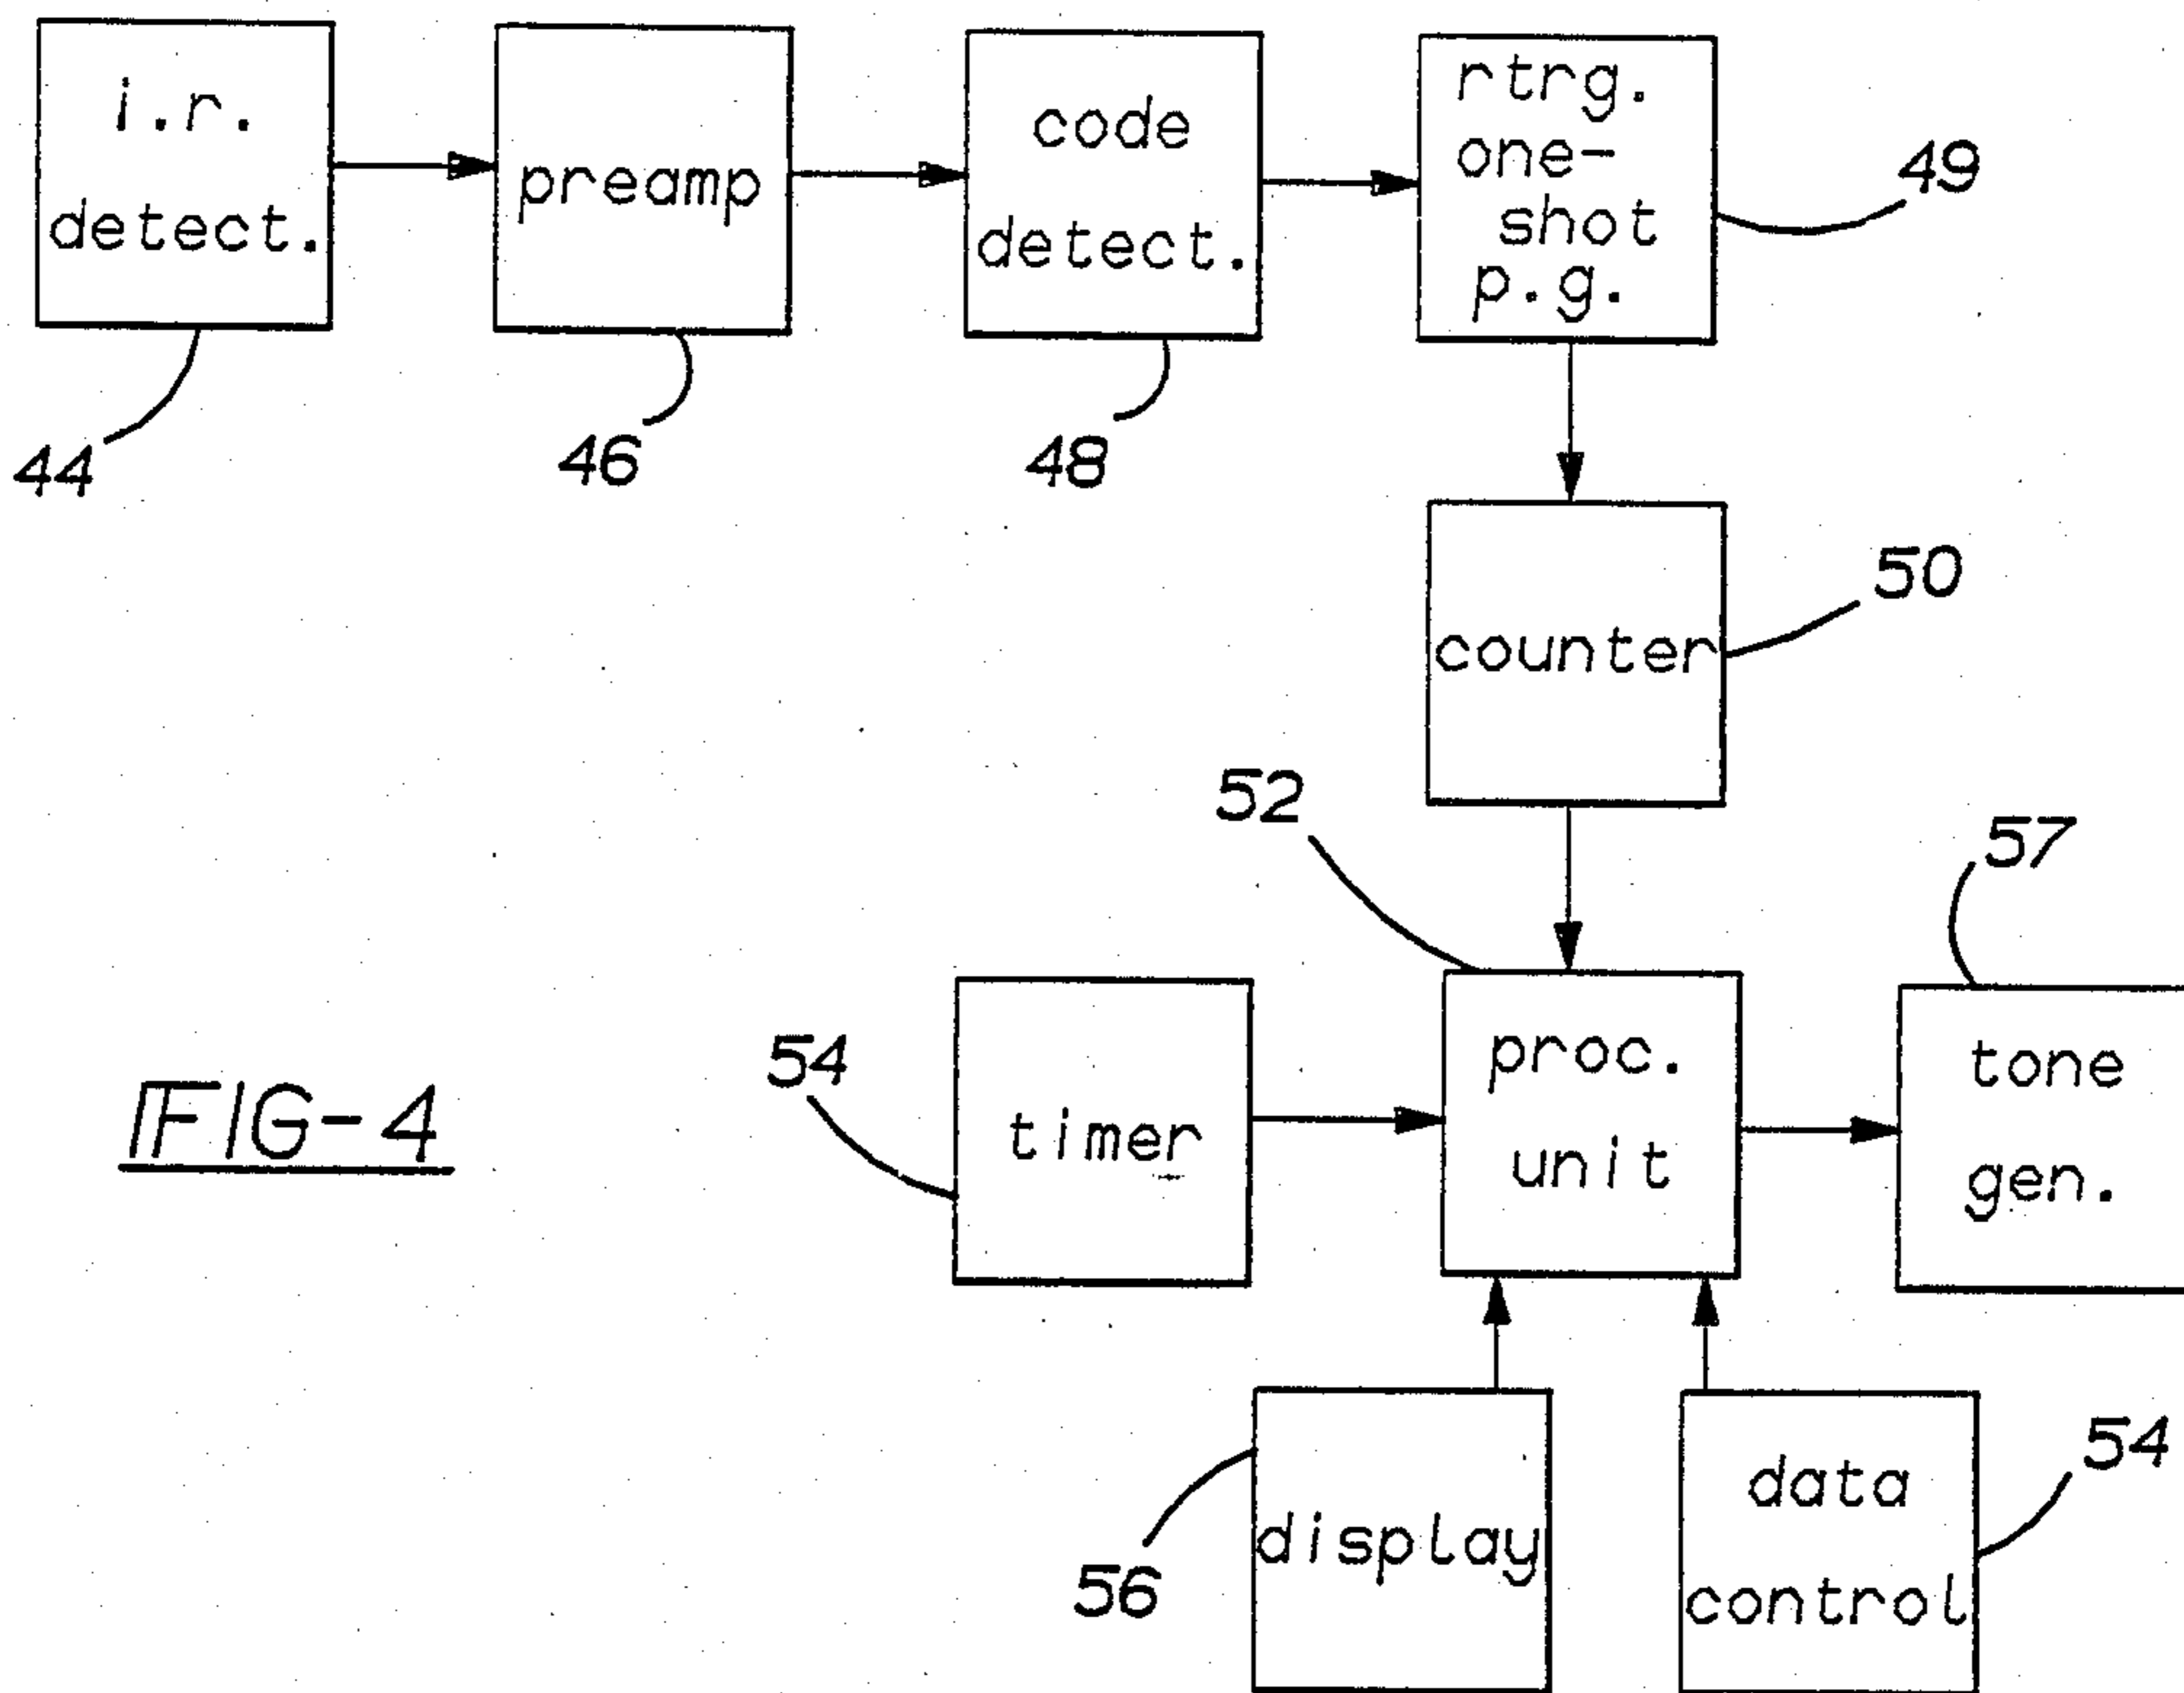 i.r.
detect.
44
preamp
46
code
detect.
48
rtrg.
one-
shot
p.g.
49
counter
50
52
57
54
timer
proc.
unit
tone
gen.
FIG-4
display
56
data
control
54